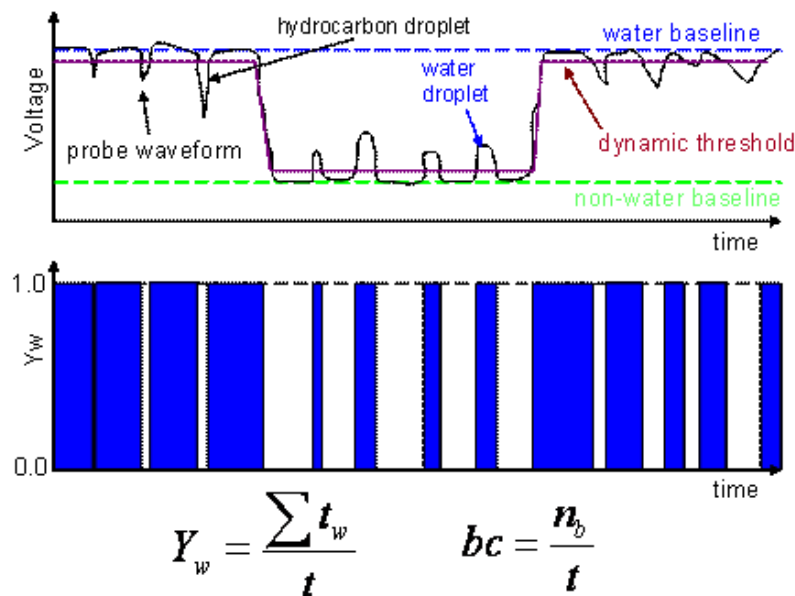 hydrocarbon droplet
water baseline
Voltage
water
droplet
probe waveform
dynamic threshold
non-water baseline
time
1.0
Yw
0.0
time
Y_w = ∑ t_w / t
bc = n_b / t